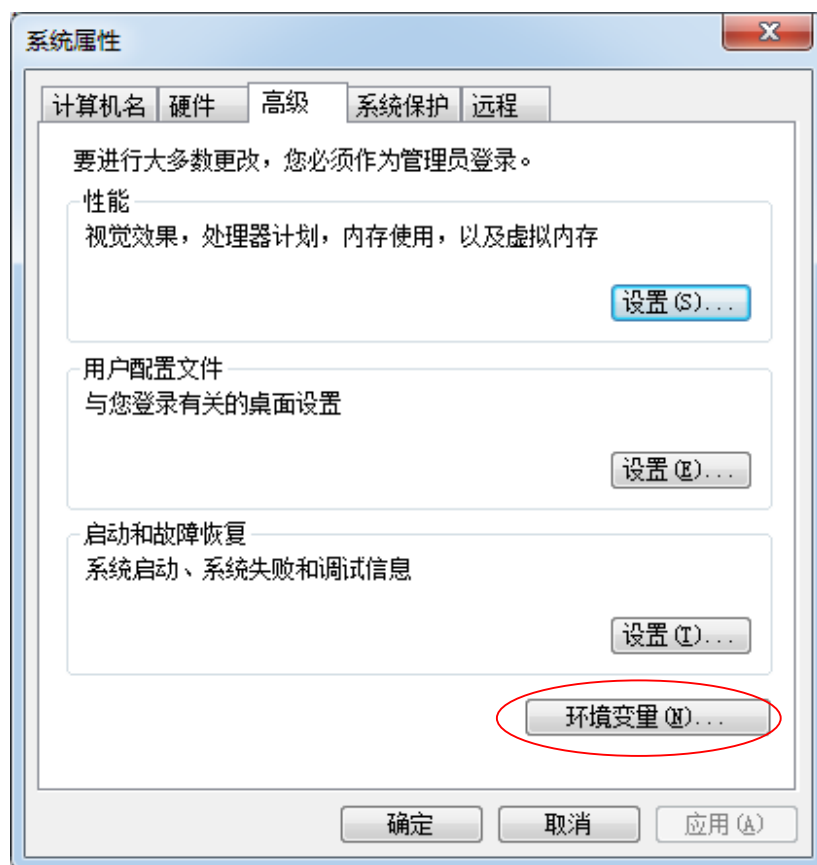 系统属性
计算机名 硬件 高级 系统保护 远程
要进行大多数更改，您必须作为管理员登录。
性能
视觉效果，处理器计划，内存使用，以及虚拟内存
设置(S)...
用户配置文件
与您登录有关的桌面设置
设置(E)...
启动和故障恢复
系统启动、系统失败和调试信息
设置(T)...
环境变量(N)...
确定 取消 应用(A)